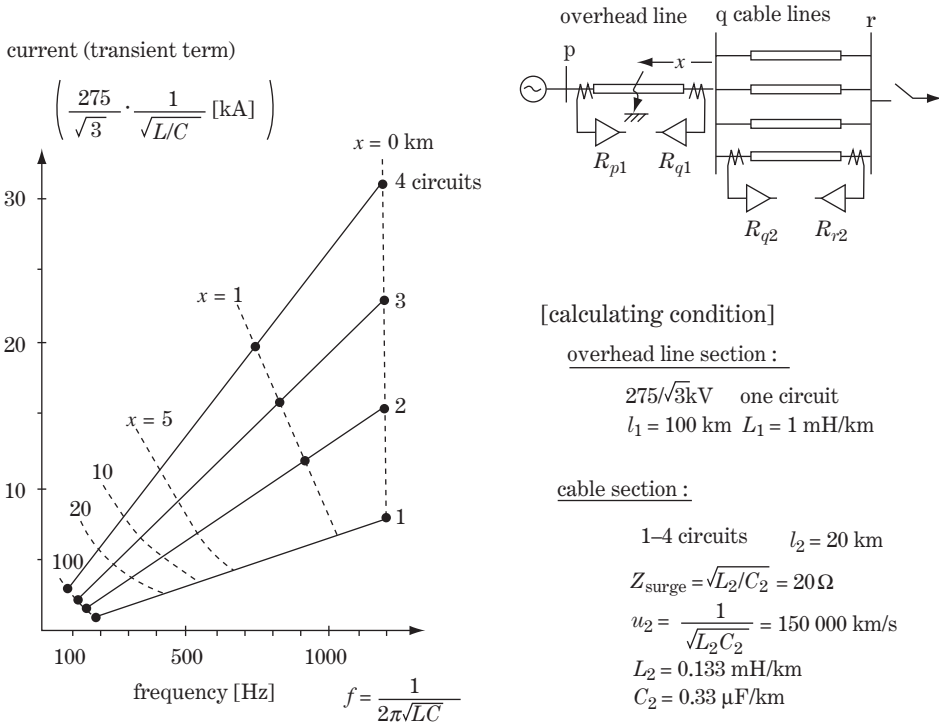 current (transient term)
( 275/√3 · 1/√L/C [kA] )
30
20
10
x = 0 km
4 circuits
x = 1
3
x = 5
2
10
20
1
100
100
500
1000
frequency [Hz]
f = 1/2π√LC
overhead line
q cable lines
r
p
x
R_p1
R_q1
R_q2
R_r2
[calculating condition]
overhead line section :
275/√3kV one circuit
l_1 = 100 km L_1 = 1 mH/km
cable section :
1–4 circuits l_2 = 20 km
Z_surge = √L_2/C_2 = 20 Ω
u_2 = 1/√L_2C_2 = 150 000 km/s
L_2 = 0.133 mH/km
C_2 = 0.33 μF/km